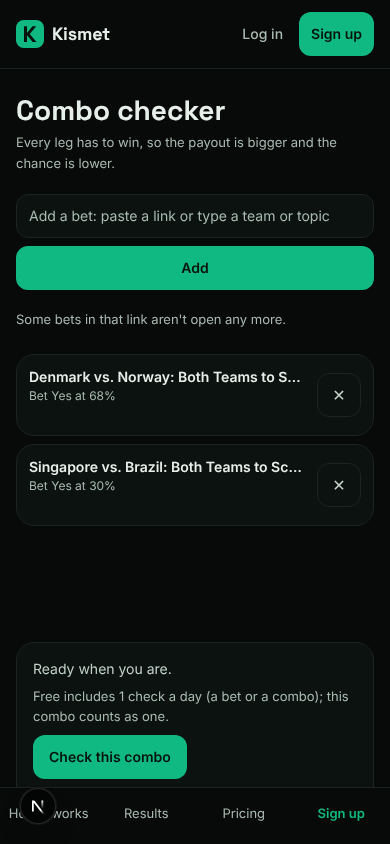 Kismet
Log in
Sign up
Combo checker
Every leg has to win, so the payout is bigger and the
chance is lower.
Add a bet: paste a link or type a team or topic
Add
Some bets in that link aren't open any more.
Denmark vs. Norway: Both Teams to S...
Bet Yes at 68%
Singapore vs. Brazil: Both Teams to Sc...
Bet Yes at 30%
Ready when you are.
Free includes 1 check a day (a bet or a combo); this
combo counts as one.
Check this combo
works
Results
Pricing
Sign up